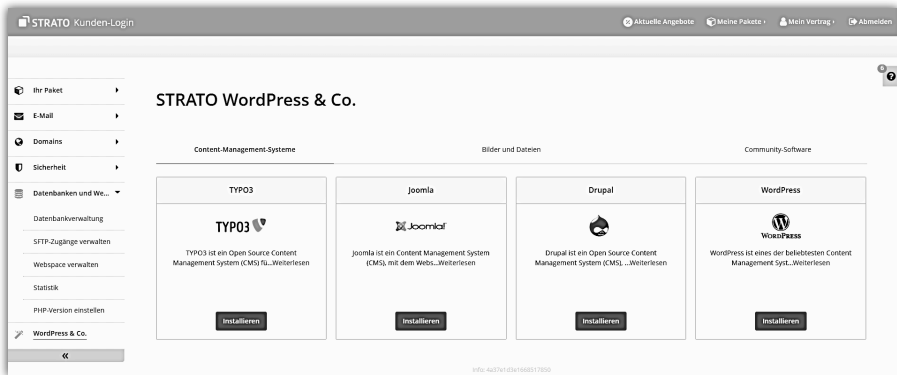 STRATO Kunden-Login
Aktuelle Angebote
Meine Pakete
Mein Vertrag
Abmelden
0
?
Ihr Paket
E-Mail
Domains
Sicherheit
Datenbanken und We...
Datenbankverwaltung
SFTP-Zugänge verwalten
Webspace verwalten
Statistik
PHP-Version einstellen
WordPress & Co.
«
STRATO WordPress & Co.
Content-Management-Systeme
Bilder und Dateien
Community-Software
TYPO3
TYPO3
TYPO3 ist ein Open Source Content
Management System (CMS) fü...Weiterlesen
Installieren
Joomla
Joomla!
Joomla ist ein Content Management System
(CMS), mit dem Webs...Weiterlesen
Installieren
Drupal
Drupal ist ein Open Source Content
Management System (CMS), ...Weiterlesen
Installieren
WordPress
WORDPRESS
WordPress ist eines der beliebtesten Content
Management Syst...Weiterlesen
Installieren